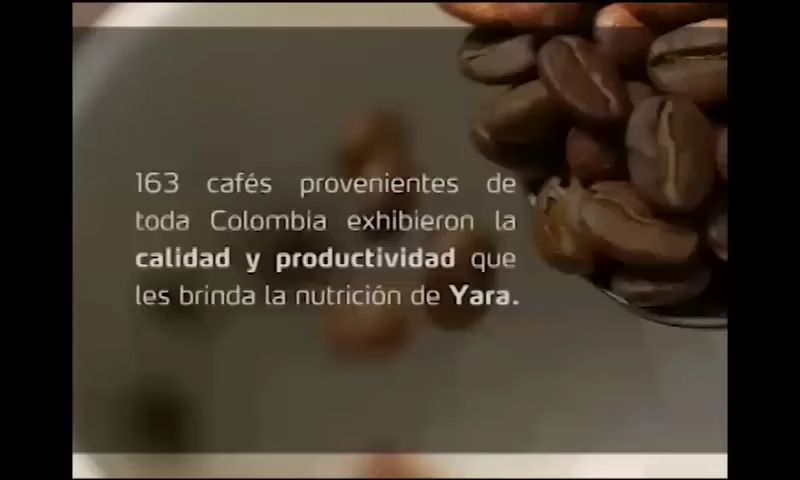 163 cafés provenientes de
toda Colombia exhibieron la
calidad y productividad que
les brinda la nutrición de Yara.